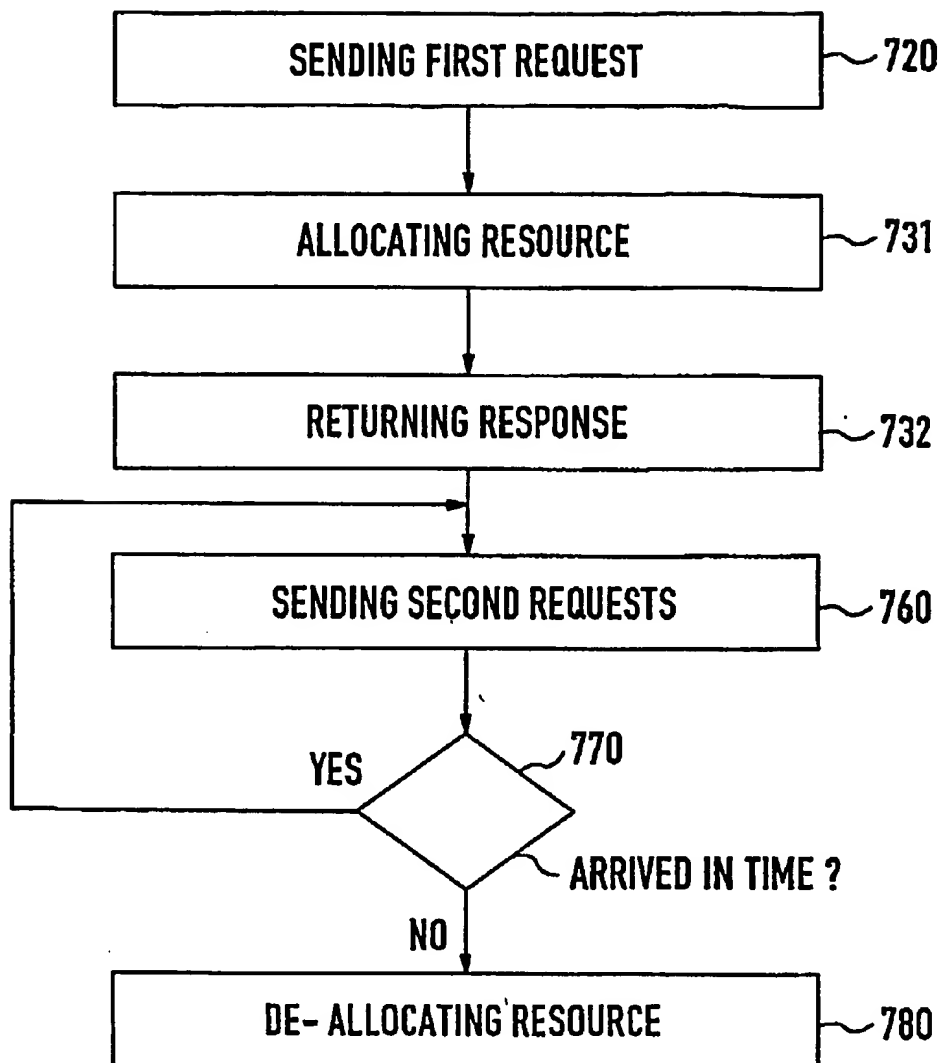 SENDING FIRST REQUEST 720
ALLOCATING RESOURCE 731
RETURNING RESPONSE 732
SENDING SECOND REQUESTS 760
770
YES
ARRIVED IN TIME ?
NO
DE- ALLOCATING RESOURCE 780